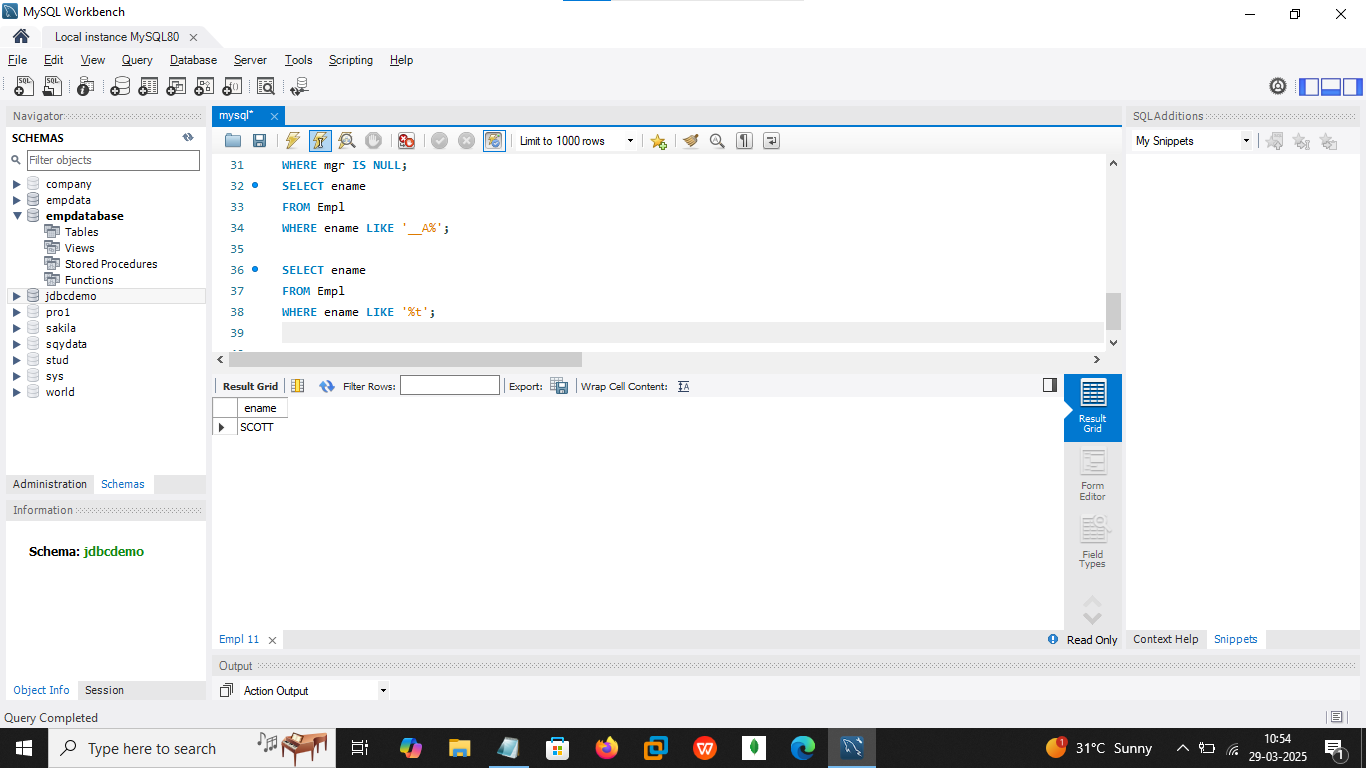 MySQL Workbench
Local instance MySQL80
File Edit View Query Database Server Tools Scripting Help
Navigator
SCHEMAS
Filter objects
company
empdata
empdatabase
Tables
Views
Stored Procedures
Functions
jdbcdemo
pro1
sakila
sqydata
stud
sys
world
Administration Schemas
Information
Schema: jdbcdemo
Object Info Session
Query Completed
mysql*
Limit to 1000 rows
31 WHERE mgr IS NULL;
32 SELECT ename
33 FROM Empl
34 WHERE ename LIKE '__A%';
35
36 SELECT ename
37 FROM Empl
38 WHERE ename LIKE '%t';
39
Result Grid Filter Rows: Export: Wrap Cell Content:
ename
SCOTT
Result Grid
Form Editor
Field Types
Empl 11
Read Only
Output
Action Output
SQLAdditions
My Snippets
Context Help Snippets
Type here to search
1
31°C Sunny
10:54
29-03-2025
1